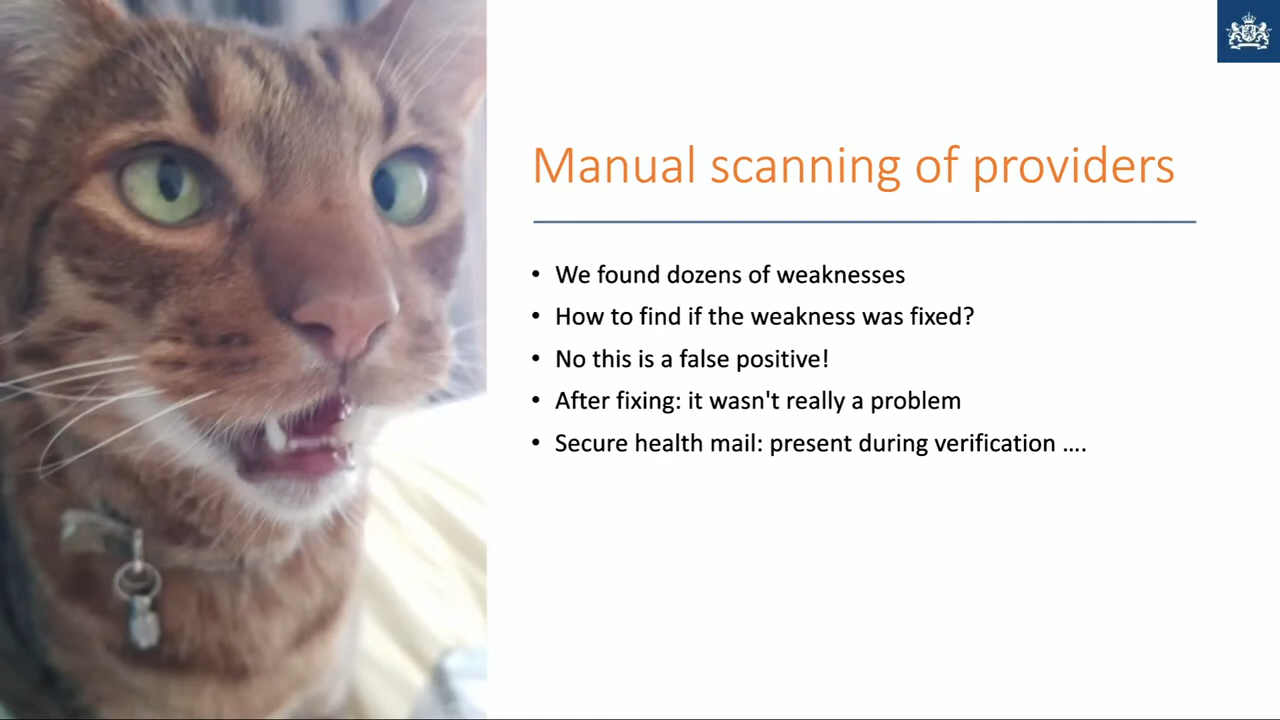 Manual scanning of providers
• We found dozens of weaknesses
• How to find if the weakness was fixed?
• No this is a false positive!
• After fixing: it wasn't really a problem
• Secure health mail: present during verification ....